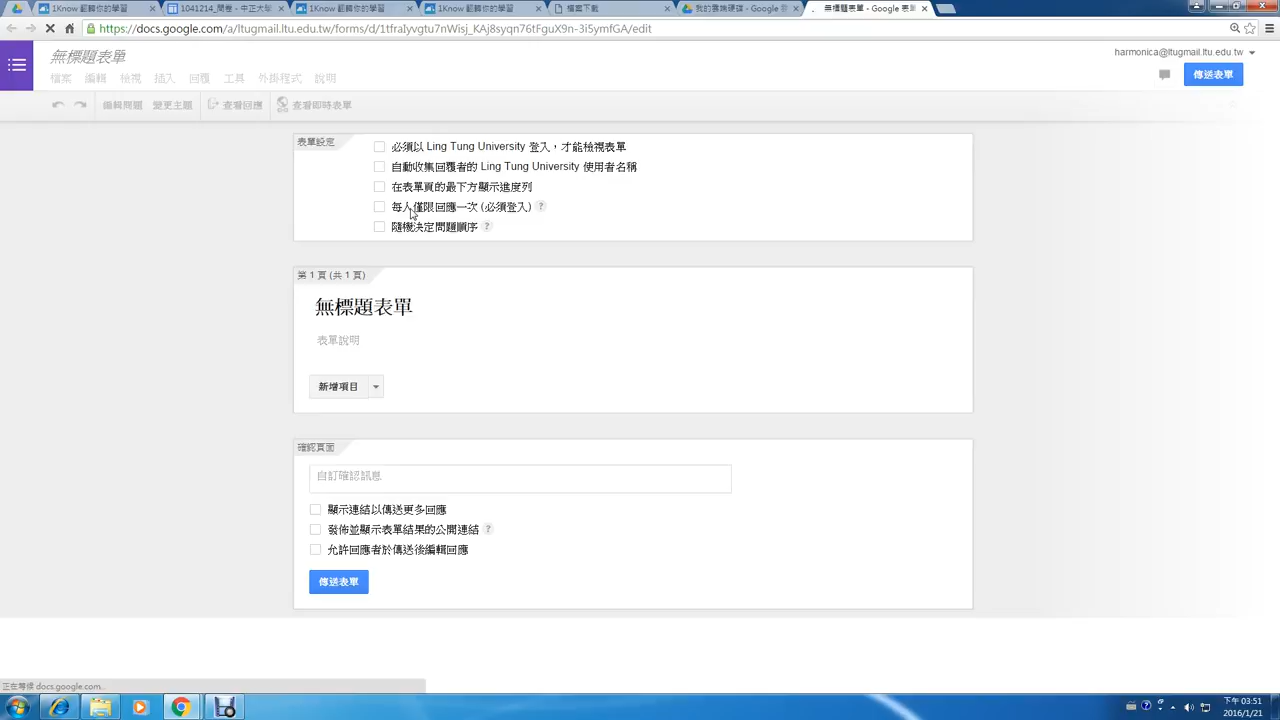 1Know 翻轉你的學習
1041214_問卷 - 中正大學
1Know 翻轉你的學習
1Know 翻轉你的學習
檔案下載
我的雲端硬碟 - Google 雲
無標題表單 - Google 表單
無標題表單
harmonica@ltugmail.ltu.edu.tw
檔案 編輯 檢視 插入 回覆 工具 外掛程式 說明
傳送表單
編輯問題 變更主題 查看回應 查看即時表單
表單設定
必須以 Ling Tung University 登入，才能檢視表單
自動收集回覆者的 Ling Tung University 使用者名稱
在表單頁的最下方顯示進度列
每人僅限回應一次 (必須登入) ?
隨機決定問題順序 ?
第 1 頁 (共 1 頁)
無標題表單
表單說明
新增項目
確認頁面
自訂確認訊息
顯示連結以傳送更多回應
發佈並顯示表單結果的公開連結 ?
允許回應者於傳送後編輯回應
傳送表單
正在等候 docs.google.com...
下午 03:51
2016/1/21